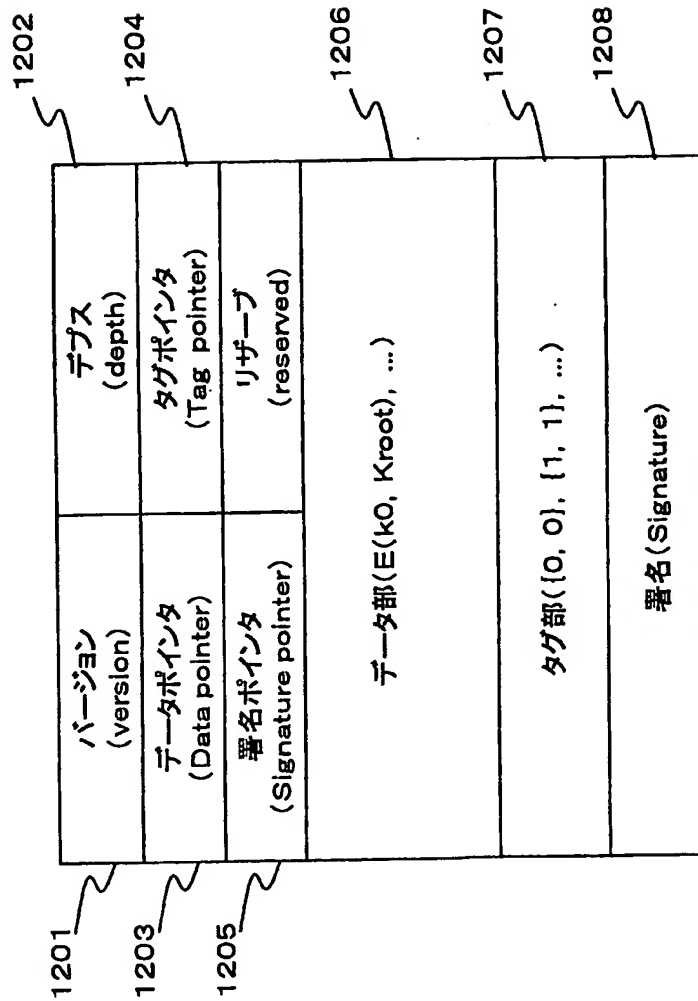 1201
バージョン
(version)
デプス
(depth)
1202
1203
データポインタ
(Data pointer)
タグポインタ
(Tag pointer)
1204
1205
署名ポインタ
(Signature pointer)
リザーブ
(reserved)
データ部(E(k0, Kroot), ...)
1206
タグ部({0, 0}, {1, 1}, ...)
1207
署名(Signature)
1208